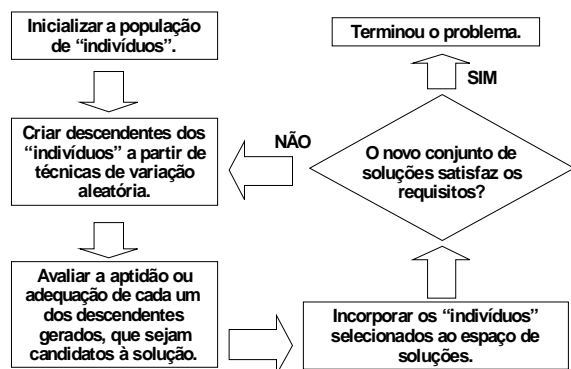 Inicializar a população
de “indivíduos”.
Criar descendentes dos
“indivíduos” a partir de
técnicas de variação
aleatória.
Avaliar a aptidão ou
adequação de cada um
dos descendentes
gerados, que sejam
candidatos à solução.
Incorporar os “indivíduos”
selecionados ao espaço de
soluções.
O novo conjunto de
soluções satisfaz os
requisitos?
NÃO
SIM
Terminou o problema.